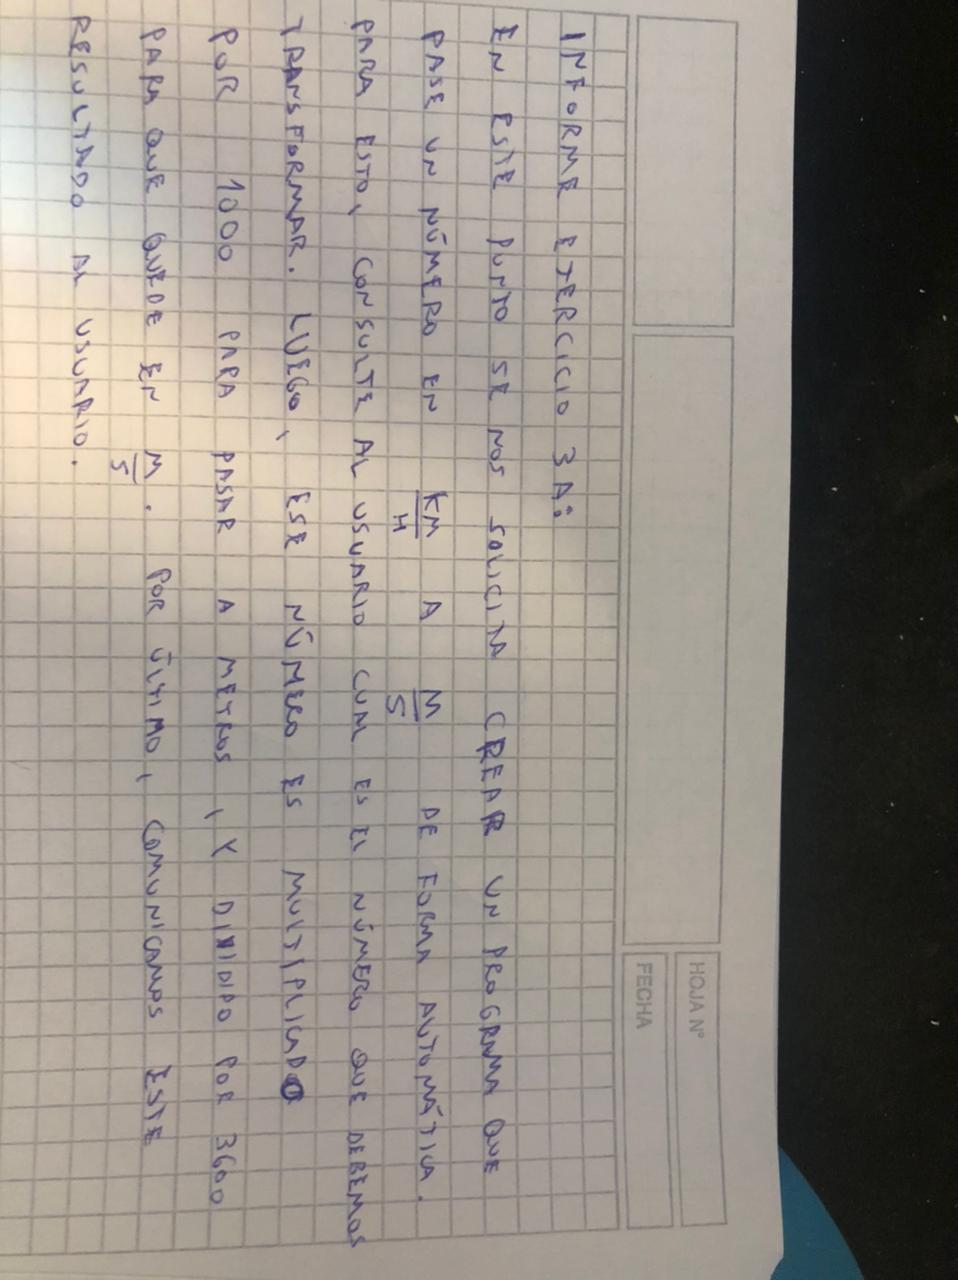 HOJA N°
FECHA
INFORME EJERCICIO 3 A:
EN ESTE PUNTO SE NOS SOLICITA CREAR UN PROGRAMA QUE
PASE UN NÚMERO EN KM/H A M/S DE FORMA AUTOMÁTICA.
PARA ESTO, CONSULTE AL USUARIO CUAL ES EL NÚMERO QUE DEBEMOS
TRANSFORMAR. LUEGO, ESE NÚMERO ES MULTIPLICADO
POR 1000 PARA PASAR A METROS, Y DIVIDIDO POR 3600
PARA QUE QUEDE EN M/S. POR ÚLTIMO, COMUNICAMOS ESTE
RESULTADO AL USUARIO.